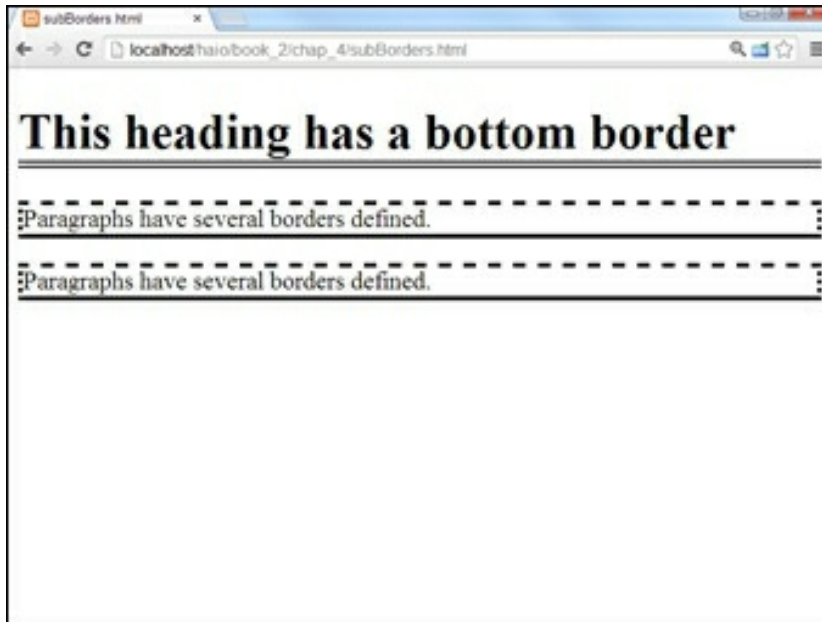 subBorders.html
localhost/haio/book_2/chap_4/subBorders.html
This heading has a bottom border
Paragraphs have several borders defined.
Paragraphs have several borders defined.